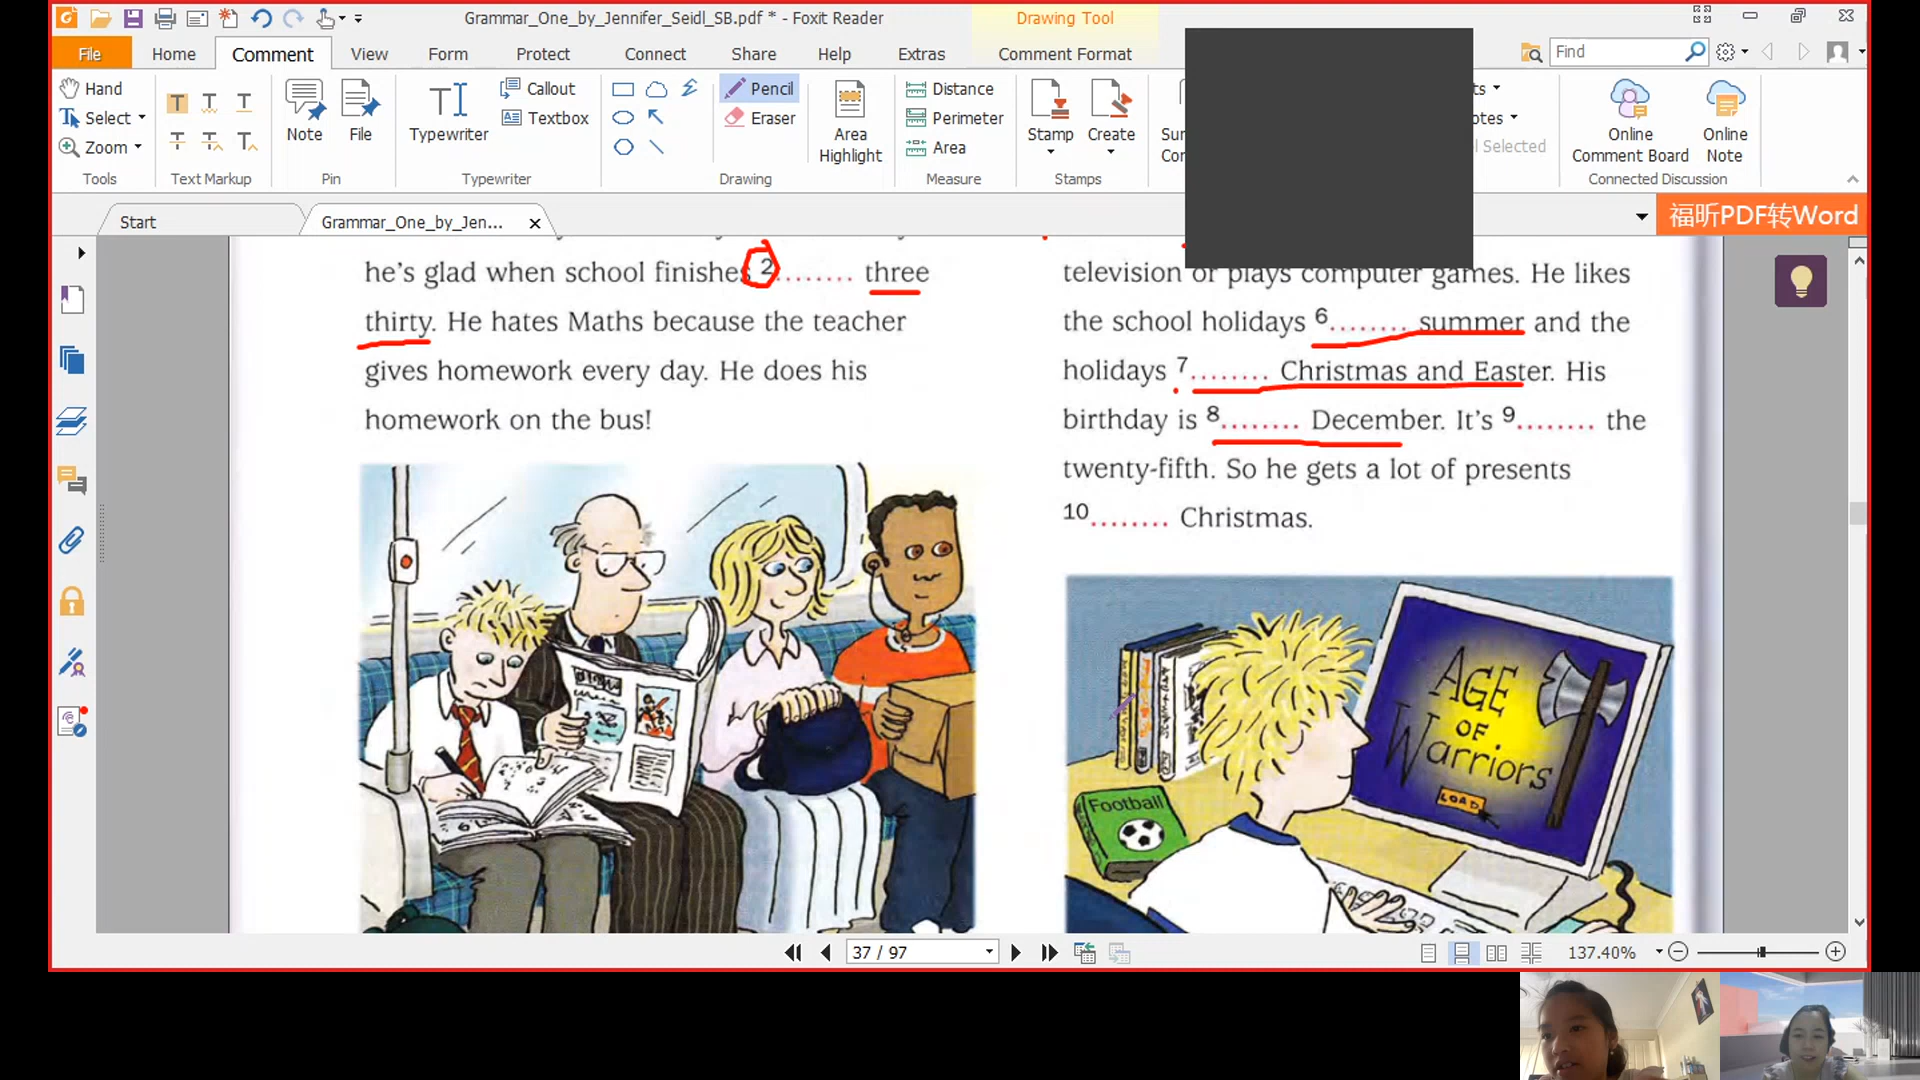 Grammar_One_by_Jennifer_Seidl_SB.pdf * - Foxit Reader
Drawing Tool
File Home Comment View Form Protect Connect Share Help Extras Comment Format
Find
Hand
Select
Zoom
Tools
Text Markup
Note
File
Pin
Typewriter
Callout
Textbox
Typewriter
Pencil
Eraser
Drawing
Area
Highlight
Distance
Perimeter
Area
Measure
Stamp
Create
Stamps
Selected
Online
Comment Board
Online
Note
Connected Discussion
Start
Grammar_One_by_Jen...
福昕PDF转Word
he's glad when school finishes 2........ three
thirty. He hates Maths because the teacher
gives homework every day. He does his
homework on the bus!
television or plays computer games. He likes
the school holidays 6........ summer and the
holidays 7........ Christmas and Easter. His
birthday is 8........ December. It's 9........ the
twenty-fifth. So he gets a lot of presents
10........ Christmas.
AGE
OF
Warriors
LOAD
Football
37 / 97
137.40%